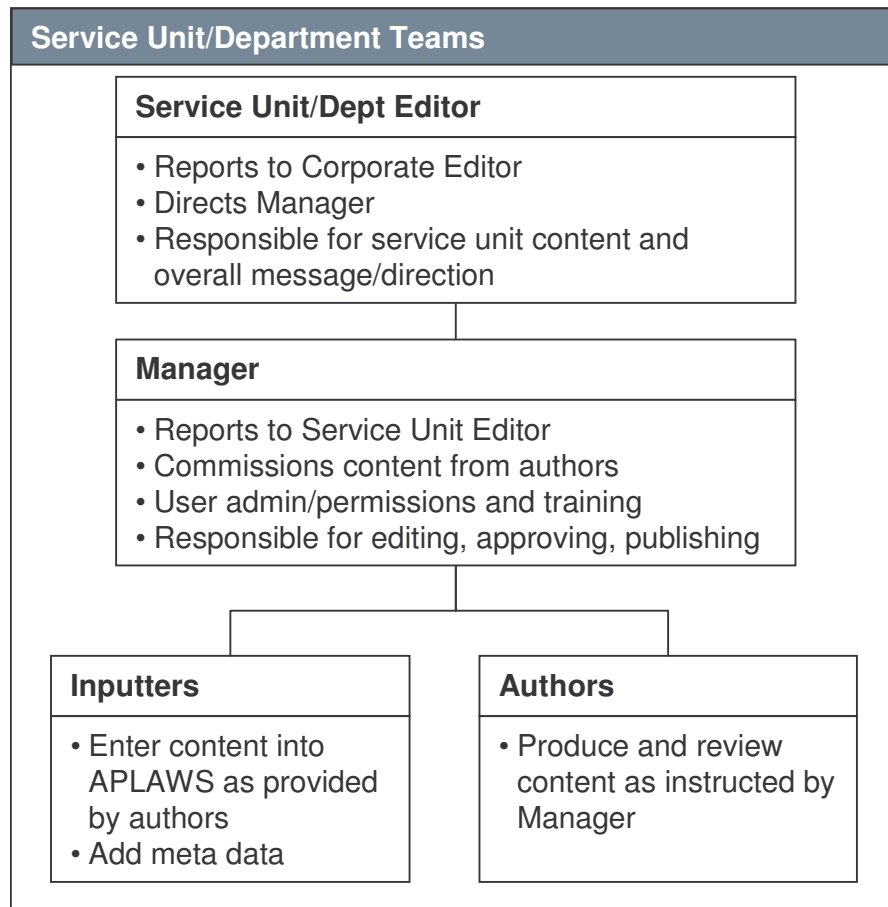 Service Unit/Department Teams
Service Unit/Dept Editor
• Reports to Corporate Editor
• Directs Manager
• Responsible for service unit content and
overall message/direction
Manager
• Reports to Service Unit Editor
• Commissions content from authors
• User admin/permissions and training
• Responsible for editing, approving, publishing
Inputters
• Enter content into
APLAWS as provided
by authors
• Add meta data
Authors
• Produce and review
content as instructed by
Manager